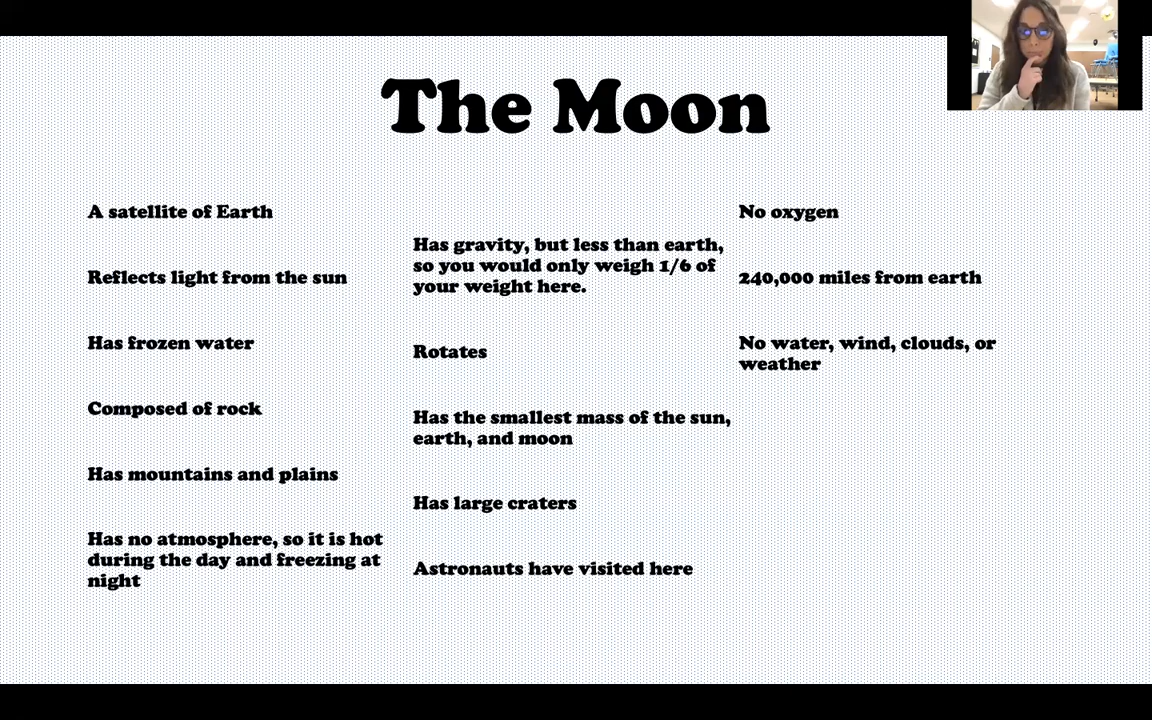 The Moon
A satellite of Earth
Reflects light from the sun
Has frozen water
Composed of rock
Has mountains and plains
Has no atmosphere, so it is hot
during the day and freezing at
night
Has gravity, but less than earth,
so you would only weigh 1/6 of
your weight here.
Rotates
Has the smallest mass of the sun,
earth, and moon
Has large craters
Astronauts have visited here
No oxygen
240,000 miles from earth
No water, wind, clouds, or
weather